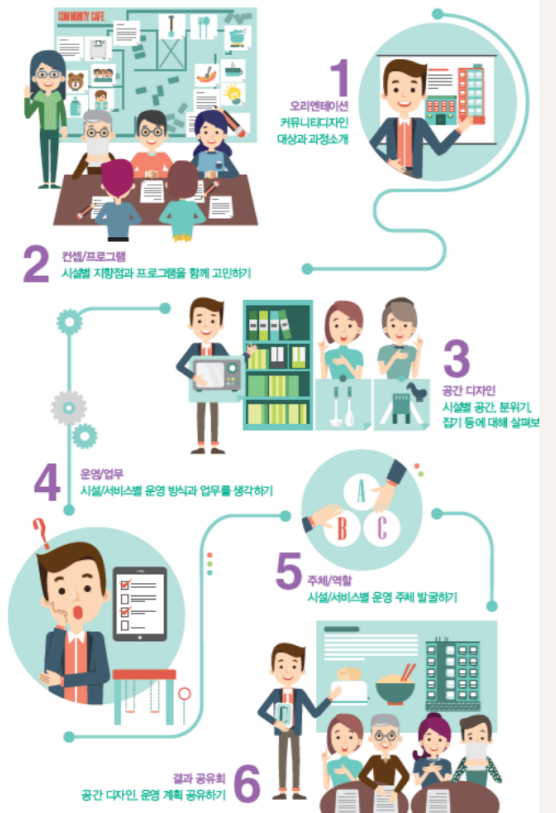 COMMUNITY CAFE
1
오리엔테이션
커뮤니티디자인
대상과 과정소개
2
컨셉/프로그램
시설별 지향점과 프로그램을 함께 고민하기
3
공간 디자인
시설별 공간, 분위기,
집기 등에 대해 살펴보
4
운영/업무
시설/서비스별 운영 방식과 업무를 생각하기
?
A
B C
5
주체/역할
시설/서비스별 운영 주체 발굴하기
6
결과 공유회
공간 디자인, 운영 계획 공유하기